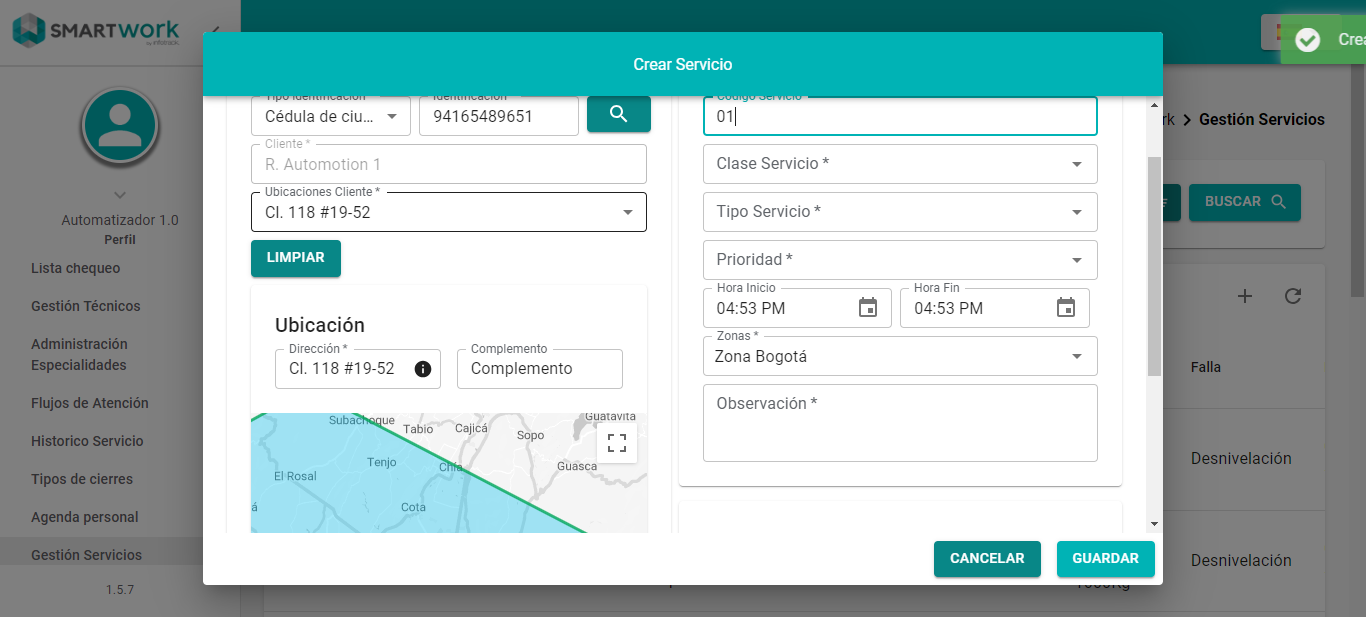 SMARTWORK
by infotrack
Crea
Crear Servicio
Automatizador 1.0
Perfil
Lista chequeo
Gestión Técnicos
Administración
Especialidades
Flujos de Atención
Historico Servicio
Tipos de cierres
Agenda personal
Gestión Servicios
1.5.7
Tipo Identificación
Cédula de ciu...
Identificación
94165489651
Cliente *
R. Automotion 1
Ubicaciones Cliente *
Cl. 118 #19-52
LIMPIAR
Ubicación
Dirección *
Cl. 118 #19-52
Complemento
Complemento
Subachoque
Tabio
Cajicá
Sopo
Guatavita
El Rosal
Tenjo
Chía
Guasca
Cota
á
Código Servicio
01
Clase Servicio *
Tipo Servicio *
Prioridad *
Hora Inicio
04:53 PM
Hora Fin
04:53 PM
Zonas *
Zona Bogotá
Observación *
CANCELAR
GUARDAR
rk > Gestión Servicios
BUSCAR
Falla
Desnivelación
Desnivelación